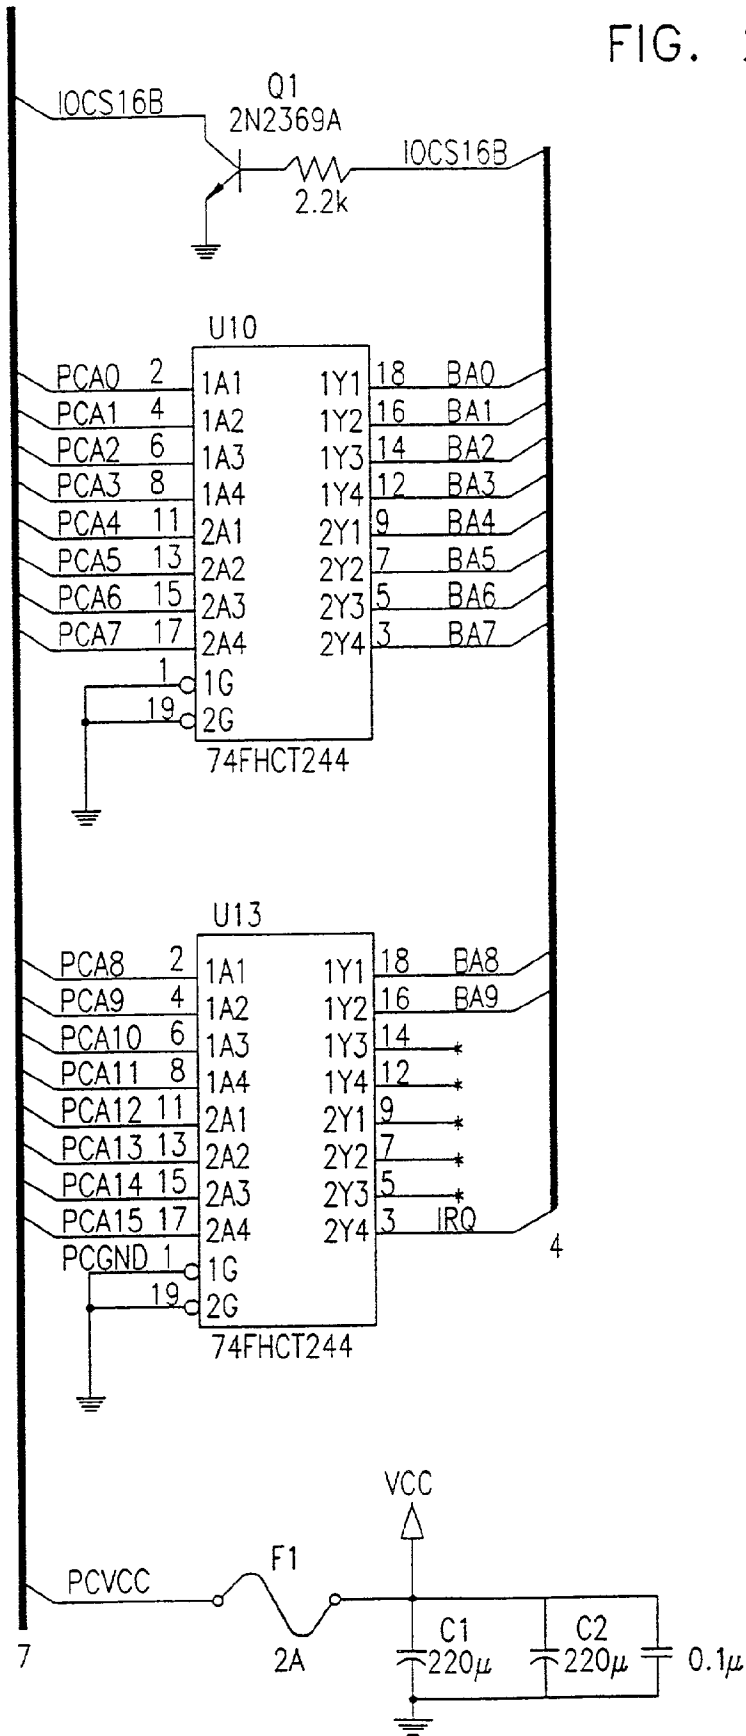 FIG.
IOCS16B
Q1
2N2369A
IOCS16B
2.2k
U10
PCA0 2 1A1 1Y1 18 BA0
PCA1 4 1A2 1Y2 16 BA1
PCA2 6 1A3 1Y3 14 BA2
PCA3 8 1A4 1Y4 12 BA3
PCA4 11 2A1 2Y1 9 BA4
PCA5 13 2A2 2Y2 7 BA5
PCA6 15 2A3 2Y3 5 BA6
PCA7 17 2A4 2Y4 3 BA7
1 1G
19 2G
74FHCT244
U13
PCA8 2 1A1 1Y1 18 BA8
PCA9 4 1A2 1Y2 16 BA9
PCA10 6 1A3 1Y3 14
PCA11 8 1A4 1Y4 12
PCA12 11 2A1 2Y1 9
PCA13 13 2A2 2Y2 7
PCA14 15 2A3 2Y3 5
PCA15 17 2A4 2Y4 3 IRQ
4
PCGND 1 1G
19 2G
74FHCT244
VCC
F1
PCVCC
2A
C1
220µ
C2
220µ
0.1µ
7